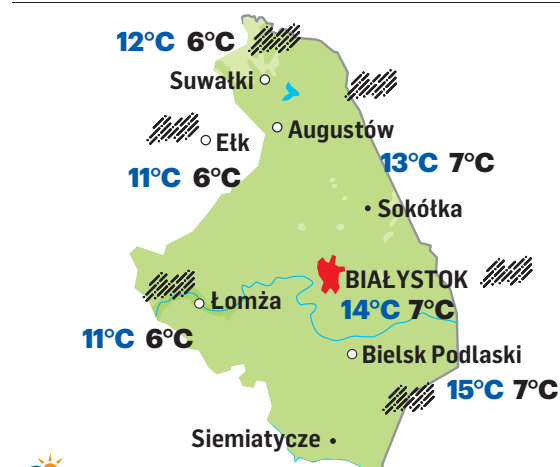 12°C 6°C
Suwałki
Augustów
Ełk
13°C 7°C
11°C 6°C
Sokółka
BIAŁYSTOK
Łomża
14°C 7°C
11°C 6°C
Bielsk Podlaski
15°C 7°C
Siemiatycze